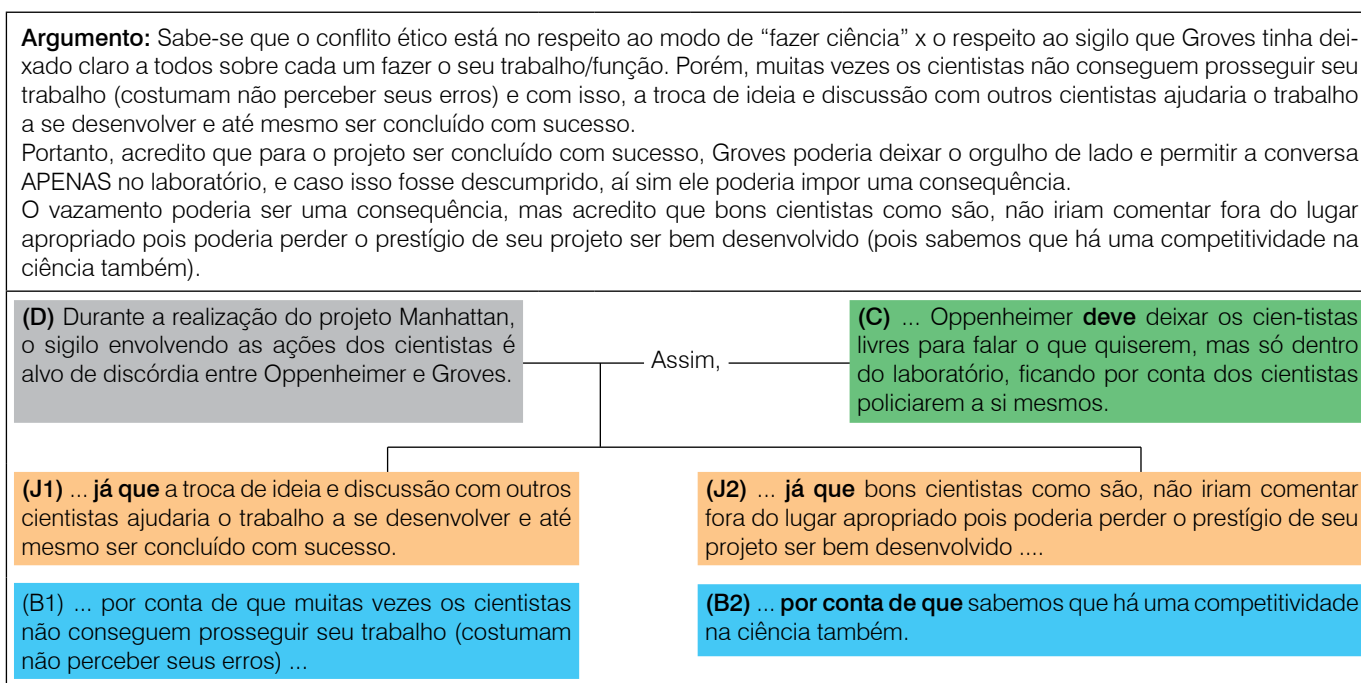 Argumento: Sabe-se que o conflito ético está no respeito ao modo de “fazer ciência” x o respeito ao sigilo que Groves tinha dei-
xado claro a todos sobre cada um fazer o seu trabalho/função. Porém, muitas vezes os cientistas não conseguem prosseguir seu
trabalho (costumam não perceber seus erros) e com isso, a troca de ideia e discussão com outros cientistas ajudaria o trabalho
a se desenvolver e até mesmo ser concluído com sucesso.
Portanto, acredito que para o projeto ser concluído com sucesso, Groves poderia deixar o orgulho de lado e permitir a conversa
APENAS no laboratório, e caso isso fosse descumprido, aí sim ele poderia impor uma consequência.
O vazamento poderia ser uma consequência, mas acredito que bons cientistas como são, não iriam comentar fora do lugar
apropriado pois poderia perder o prestígio de seu projeto ser bem desenvolvido (pois sabemos que há uma competitividade na
ciência também).
(D) Durante a realização do projeto Manhattan,
o sigilo envolvendo as ações dos cientistas é
alvo de discórdia entre Oppenheimer e Groves.
Assim,
(C) ... Oppenheimer deve deixar os cien-tistas
livres para falar o que quiserem, mas só dentro
do laboratório, ficando por conta dos cientistas
policiarem a si mesmos.
(J1) ... já que a troca de ideia e discussão com outros
cientistas ajudaria o trabalho a se desenvolver e até
mesmo ser concluído com sucesso.
(J2) ... já que bons cientistas como são, não iriam comentar
fora do lugar apropriado pois poderia perder o prestígio de seu
projeto ser bem desenvolvido ....
(B1) ... por conta de que muitas vezes os cientistas
não conseguem prosseguir seu trabalho (costumam
não perceber seus erros) ...
(B2) ... por conta de que sabemos que há uma competitividade
na ciência também.